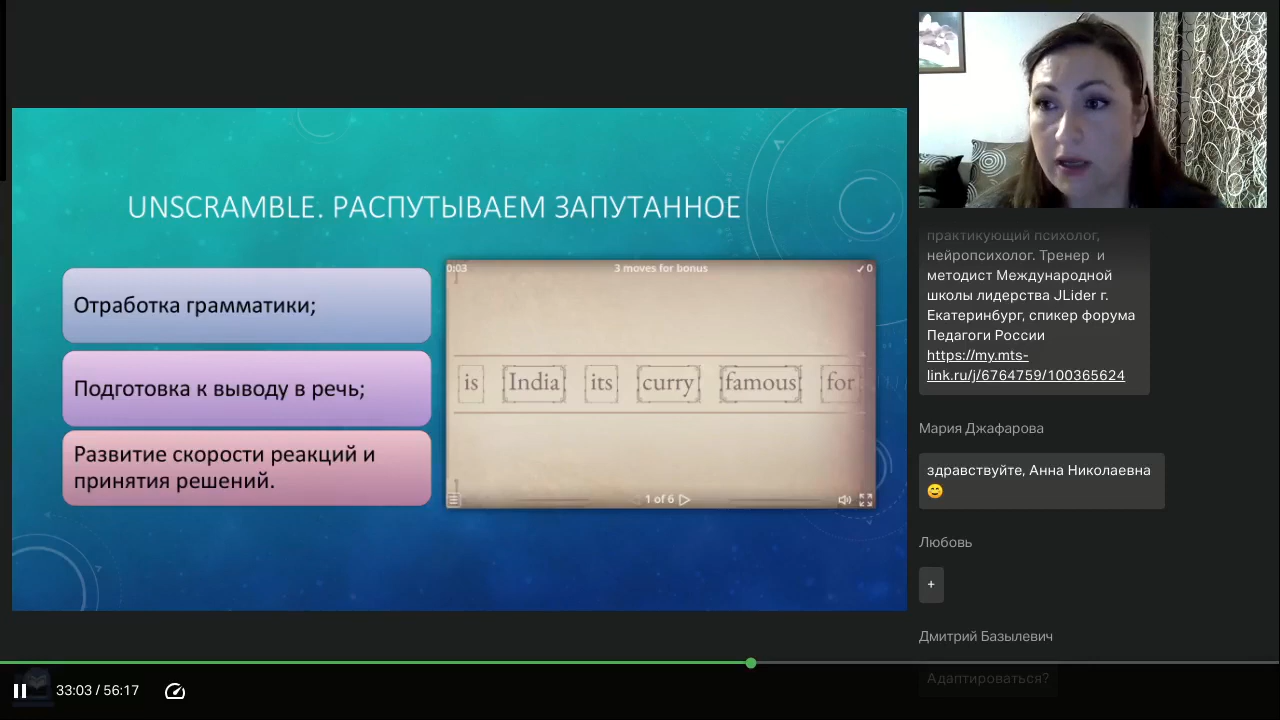 UNSCRAMBLE. РАСПУТЫВАЕМ ЗАПУТАННОЕ
Отработка грамматики;
Подготовка к выводу в речь;
Развитие скорости реакций и
принятия решений.
0:03
3 moves for bonus
✓ 0
is India its curry famous for
1 of 6
практикующий психолог,
нейропсихолог. Тренер и
методист Международной
школы лидерства JLider г.
Екатеринбург, спикер форума
Педагоги России
https://my.mts-
link.ru/j/6764759/100365624
Мария Джафарова
здравствуйте, Анна Николаевна
😊
Любовь
+
Дмитрий Базылевич
Адаптироваться?
33:03 / 56:17